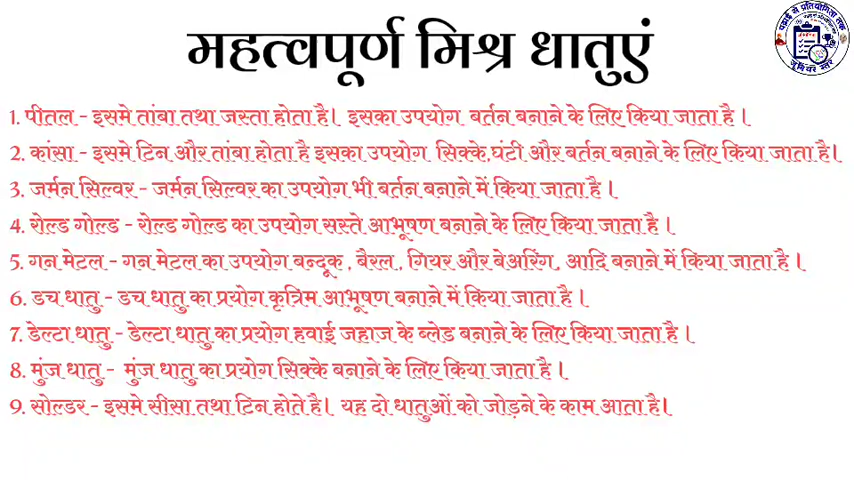 महत्वपूर्ण मिश्र धातुएं
1. पीतल - इसमे तांबा तथा जस्ता होता है। इसका उपयोग बर्तन बनाने के लिए किया जाता है ।
2. कांसा - इसमे टिन और तांबा होता है इसका उपयोग सिक्के,घंटी और बर्तन बनाने के लिए किया जाता है।
3. जर्मन सिल्वर - जर्मन सिल्वर का उपयोग भी बर्तन बनाने में किया जाता है ।
4. रोल्ड गोल्ड - रोल्ड गोल्ड का उपयोग सस्ते आभूषण बनाने के लिए किया जाता है ।
5. गन मेटल - गन मेटल का उपयोग बन्दूक , बैरल , गियर और बेअरिंग, आदि बनाने में किया जाता है ।
6. डच धातु - डच धातु का प्रयोग कृत्रिम आभूषण बनाने में किया जाता है ।
7. डेल्टा धातु - डेल्टा धातु का प्रयोग हवाई जहाज के ब्लेड बनाने के लिए किया जाता है ।
8. मुंज धातु - मुंज धातु का प्रयोग सिक्के बनाने के लिए किया जाता है ।
9. सोल्डर - इसमे सीसा तथा टिन होते है। यह दो धातुओं को जोड़ने के काम आता है।
पढाई से प्रतियोगिता तक